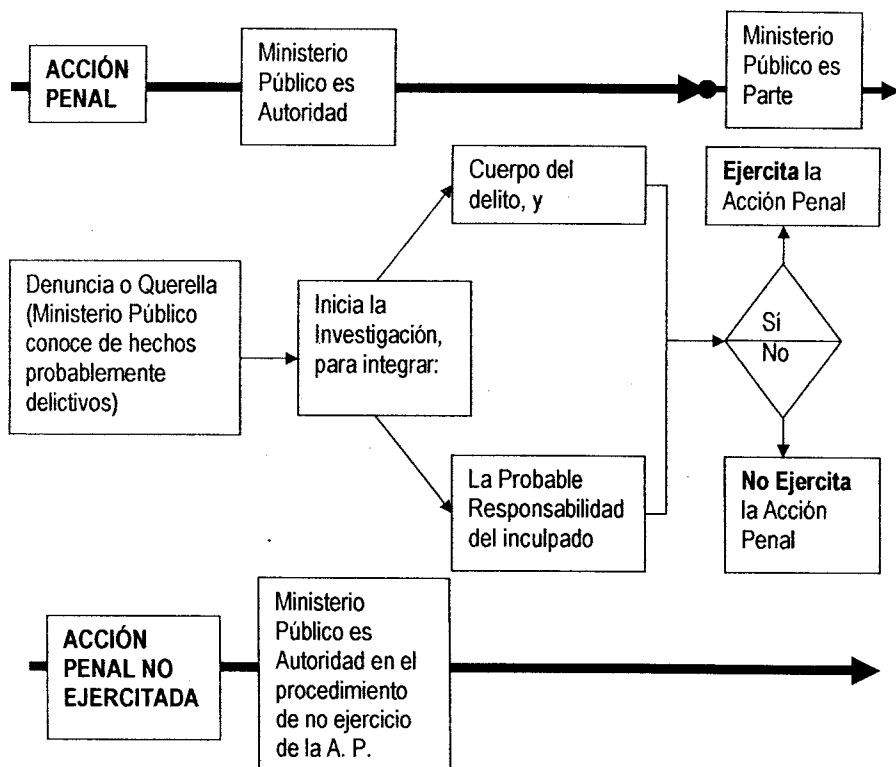 ACCIÓN
PENAL
Ministerio
Público es
Autoridad
Ministerio
Público es
Parte
Cuerpo del
delito, y
Ejercita la
Acción Penal
Denuncia o Querella
(Ministerio Público
conoce de hechos
probablemente
delictivos)
Inicia la
Investigación,
para integrar:
Sí
No
La Probable
Responsabilidad
del inculpado
No Ejercita
la Acción
Penal
ACCIÓN
PENAL NO
EJERCITADA
Ministerio
Público es
Autoridad en el
procedimiento
de no ejercicio
de la A. P.